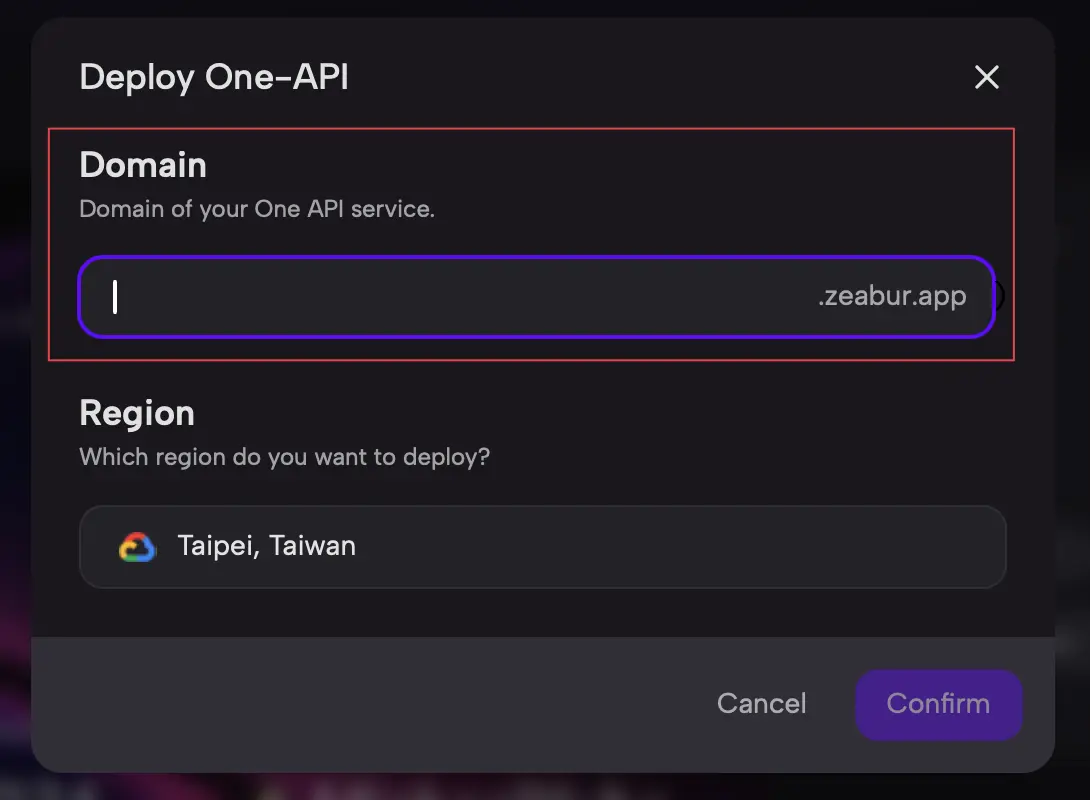 Deploy One-API
Domain
Domain of your One API service.
.zeabur.app
Region
Which region do you want to deploy?
Taipei, Taiwan
Cancel
Confirm